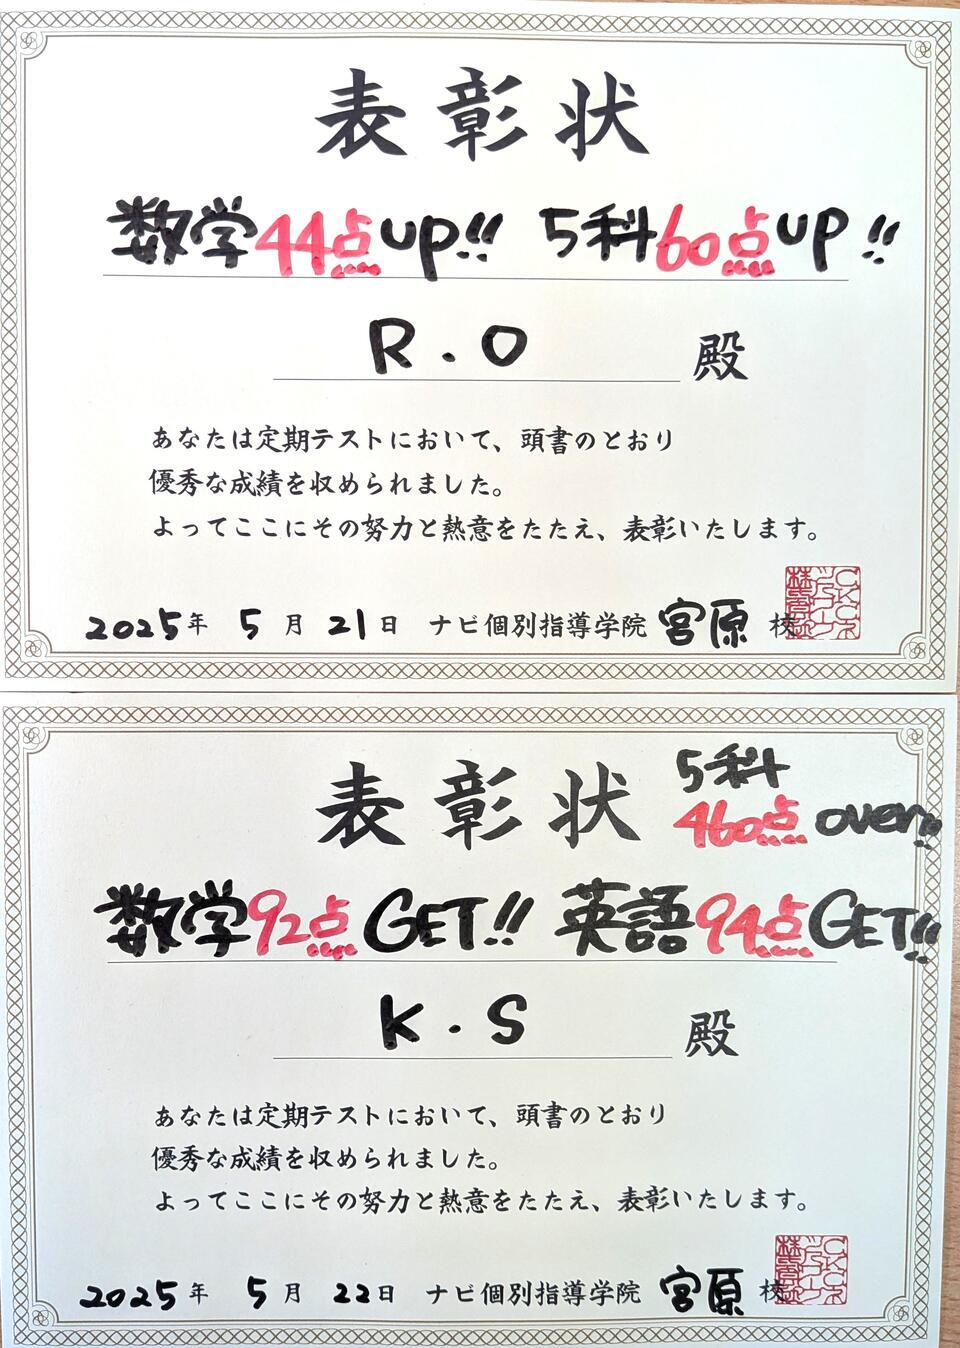 表彰状
数学44点up!! 5科60点UP!!
R.O 殿
あなたは定期テストにおいて、頭書のとおり
優秀な成績を収められました。
よってここにその努力と熱意をたたえ、表彰いたします。
2025年 5月 21日 ナビ個別指導学院 宮原 校
表彰状
5科
460点 over!!
数学92点 GET!! 英語94点GET!!
K.S 殿
あなたは定期テストにおいて、頭書のとおり
優秀な成績を収められました。
よってここにその努力と熱意をたたえ、表彰いたします。
2025年 5月 22日 ナビ個別指導学院 宮原 校